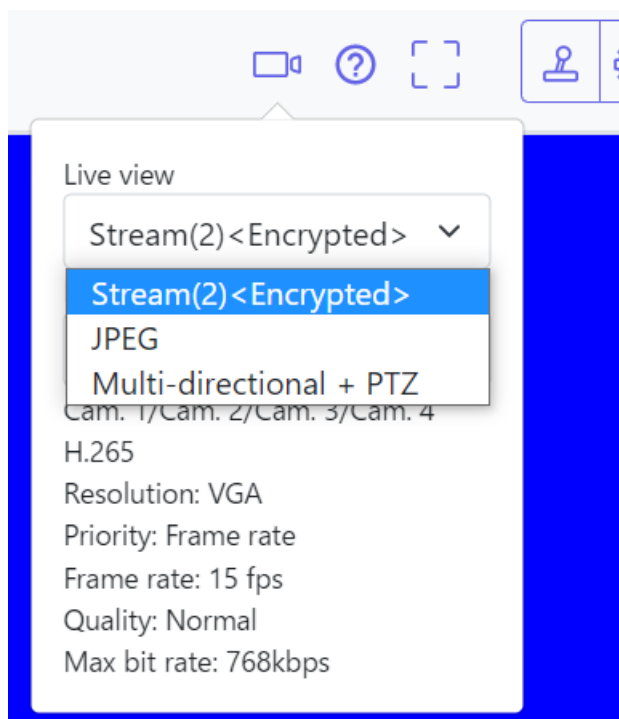 Live view
Stream(2)<Encrypted>
Stream(2)<Encrypted>
JPEG
Multi-directional + PTZ
Cam. 1/Cam. 2/Cam. 3/Cam. 4
H.265
Resolution: VGA
Priority: Frame rate
Frame rate: 15 fps
Quality: Normal
Max bit rate: 768kbps